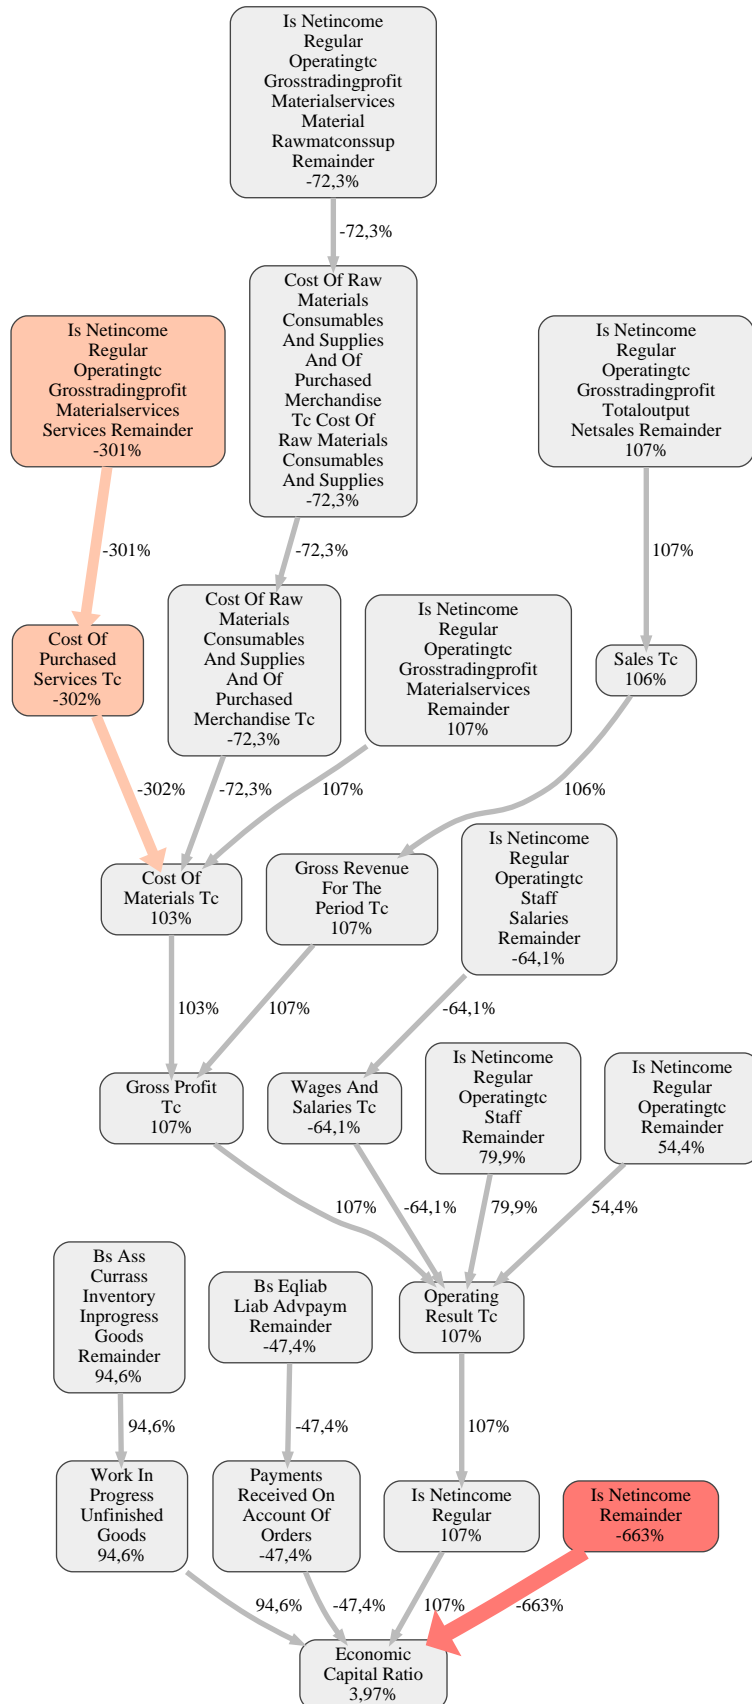 Is Netincome
Regular
Operatingtc
Grosstradingprofit
Materialservices
Material
Rawmatconssup
Remainder
-72,3%
-72,3%
Cost Of Raw
Materials
Consumables
And Supplies
And Of
Purchased
Merchandise
Tc Cost Of
Raw Materials
Consumables
And Supplies
-72,3%
Is Netincome
Regular
Operatingtc
Grosstradingprofit
Materialservices
Services Remainder
-301%
Is Netincome
Regular
Operatingtc
Grosstradingprofit
Totaloutput
Netsales Remainder
107%
-301%
-72,3%
107%
Cost Of
Purchased
Services Tc
-302%
Cost Of Raw
Materials
Consumables
And Supplies
And Of
Purchased
Merchandise Tc
-72,3%
Is Netincome
Regular
Operatingtc
Grosstradingprofit
Materialservices
Remainder
107%
Sales Tc
106%
-302%
-72,3%
107%
106%
Cost Of
Materials Tc
103%
Gross Revenue
For The
Period Tc
107%
Is Netincome
Regular
Operatingtc
Staff
Salaries
Remainder
-64,1%
103%
107%
-64,1%
Gross Profit
Tc
107%
Wages And
Salaries Tc
-64,1%
Is Netincome
Regular
Operatingtc
Staff
Remainder
79,9%
Is Netincome
Regular
Operatingtc
Remainder
54,4%
107%
-64,1%
79,9%
54,4%
Bs Ass
Currass
Inventory
Inprogress
Goods
Remainder
94,6%
Bs Eqliab
Liab Advpaym
Remainder
-47,4%
Operating
Result Tc
107%
94,6%
-47,4%
107%
Work In
Progress
Unfinished
Goods
94,6%
Payments
Received On
Account Of
Orders
-47,4%
Is Netincome
Regular
107%
Is Netincome
Remainder
-663%
94,6%
-47,4%
107%
-663%
Economic
Capital Ratio
3,97%